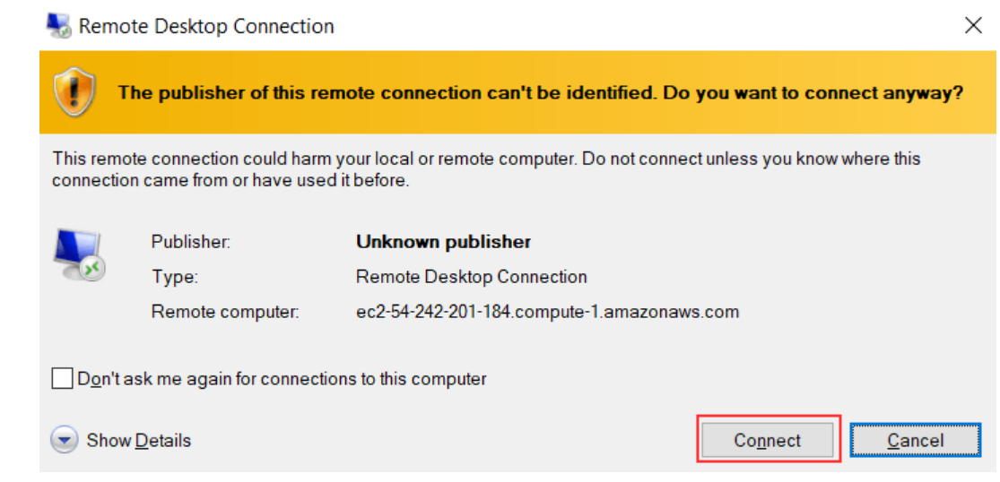 Remote Desktop Connection
The publisher of this remote connection can't be identified. Do you want to connect anyway?
This remote connection could harm your local or remote computer. Do not connect unless you know where this
connection came from or have used it before.
Publisher: Unknown publisher
Type: Remote Desktop Connection
Remote computer: ec2-54-242-201-184.compute-1.amazonaws.com
Don't ask me again for connections to this computer
Show Details Connect Cancel